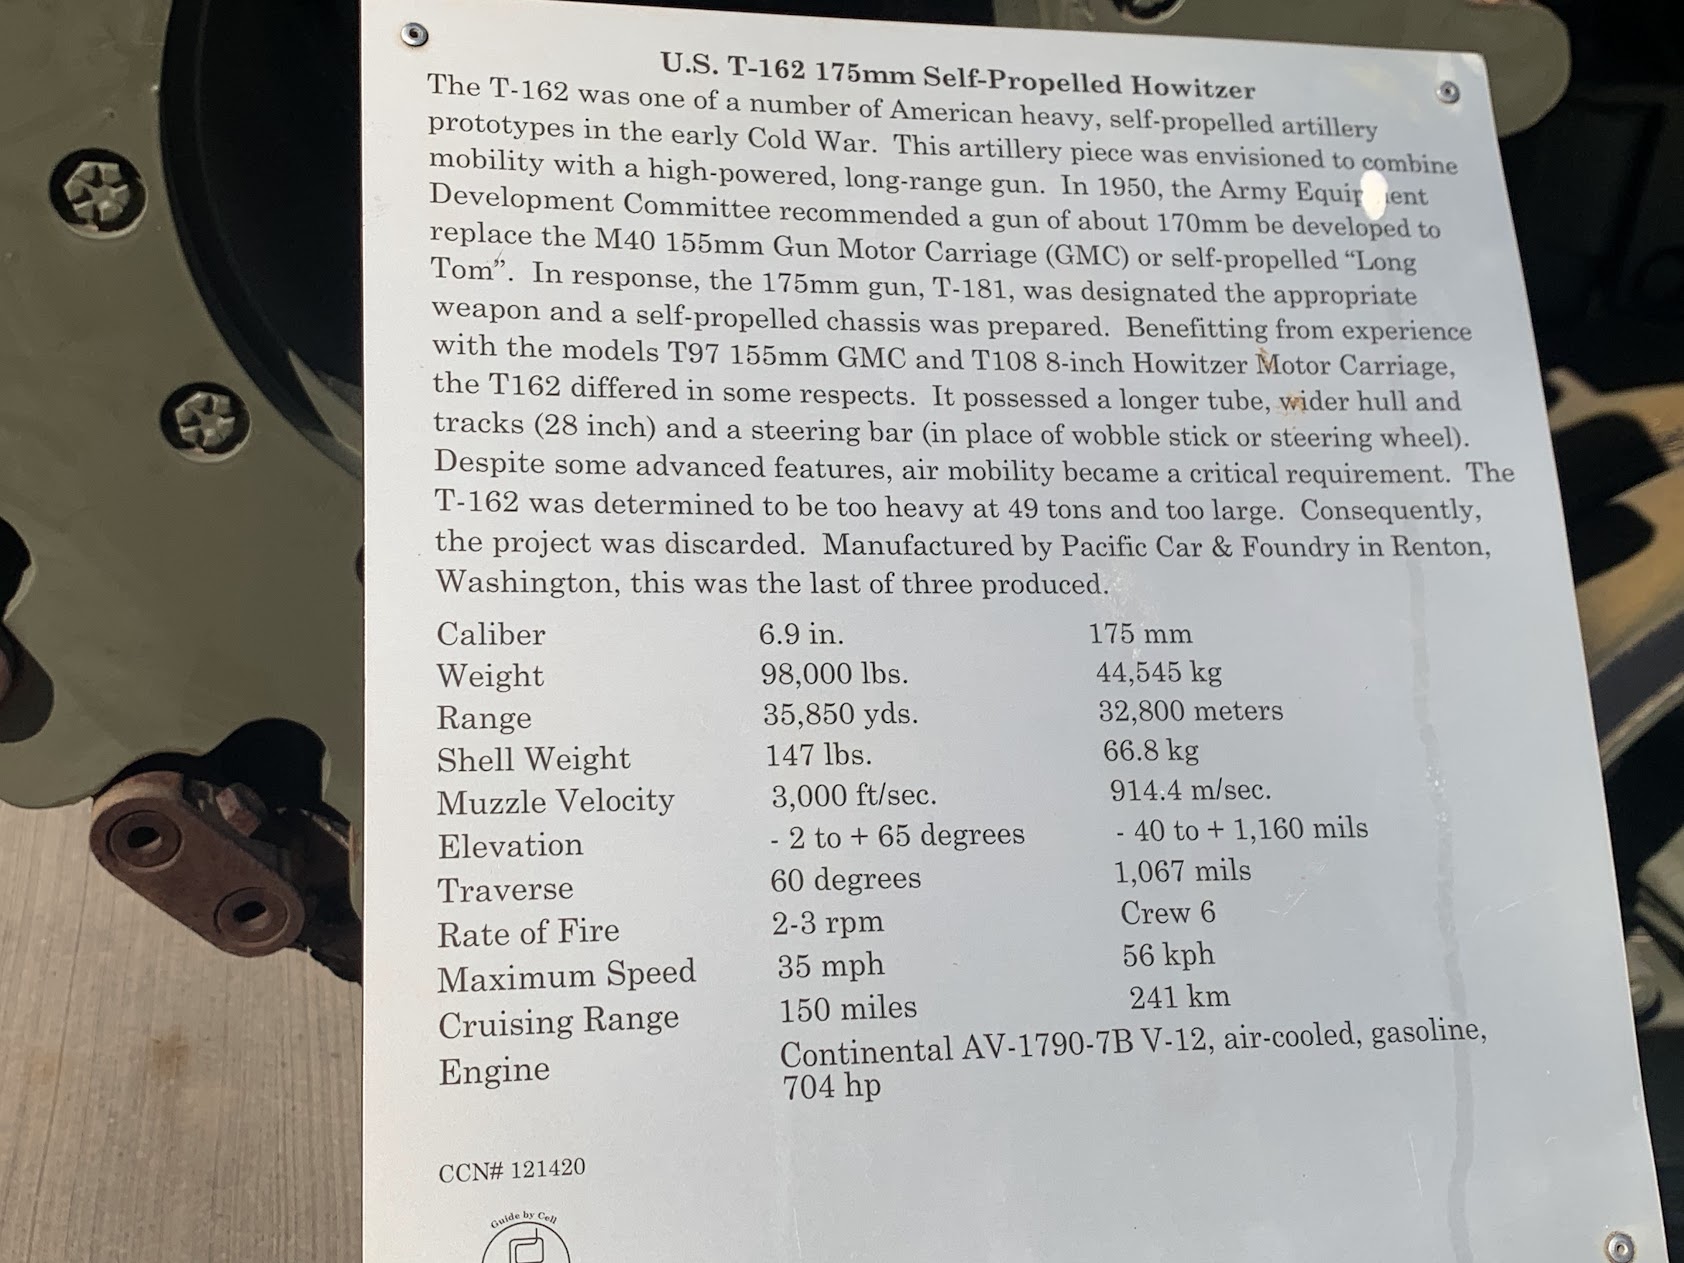 U.S. T-162 175mm Self-Propelled Howitzer
The T-162 was one of a number of American heavy, self-propelled artillery
prototypes in the early Cold War. This artillery piece was envisioned to combine
mobility with a high-powered, long-range gun. In 1950, the Army Equipment
Development Committee recommended a gun of about 170mm be developed to
replace the M40 155mm Gun Motor Carriage (GMC) or self-propelled “Long
Tom”. In response, the 175mm gun, T-181, was designated the appropriate
weapon and a self-propelled chassis was prepared. Benefitting from experience
with the models T97 155mm GMC and T108 8-inch Howitzer Motor Carriage,
the T162 differed in some respects. It possessed a longer tube, wider hull and
tracks (28 inch) and a steering bar (in place of wobble stick or steering wheel).
Despite some advanced features, air mobility became a critical requirement. The
T-162 was determined to be too heavy at 49 tons and too large. Consequently,
the project was discarded. Manufactured by Pacific Car & Foundry in Renton,
Washington, this was the last of three produced.
Caliber 6.9 in. 175 mm
Weight 98,000 lbs. 44,545 kg
Range 35,850 yds. 32,800 meters
Shell Weight 147 lbs. 66.8 kg
Muzzle Velocity 3,000 ft/sec. 914.4 m/sec.
Elevation - 2 to + 65 degrees - 40 to + 1,160 mils
Traverse 60 degrees 1,067 mils
Rate of Fire 2-3 rpm Crew 6
Maximum Speed 35 mph 56 kph
Cruising Range 150 miles 241 km
Engine Continental AV-1790-7B V-12, air-cooled, gasoline,
704 hp
CCN# 121420
Guide by Cell